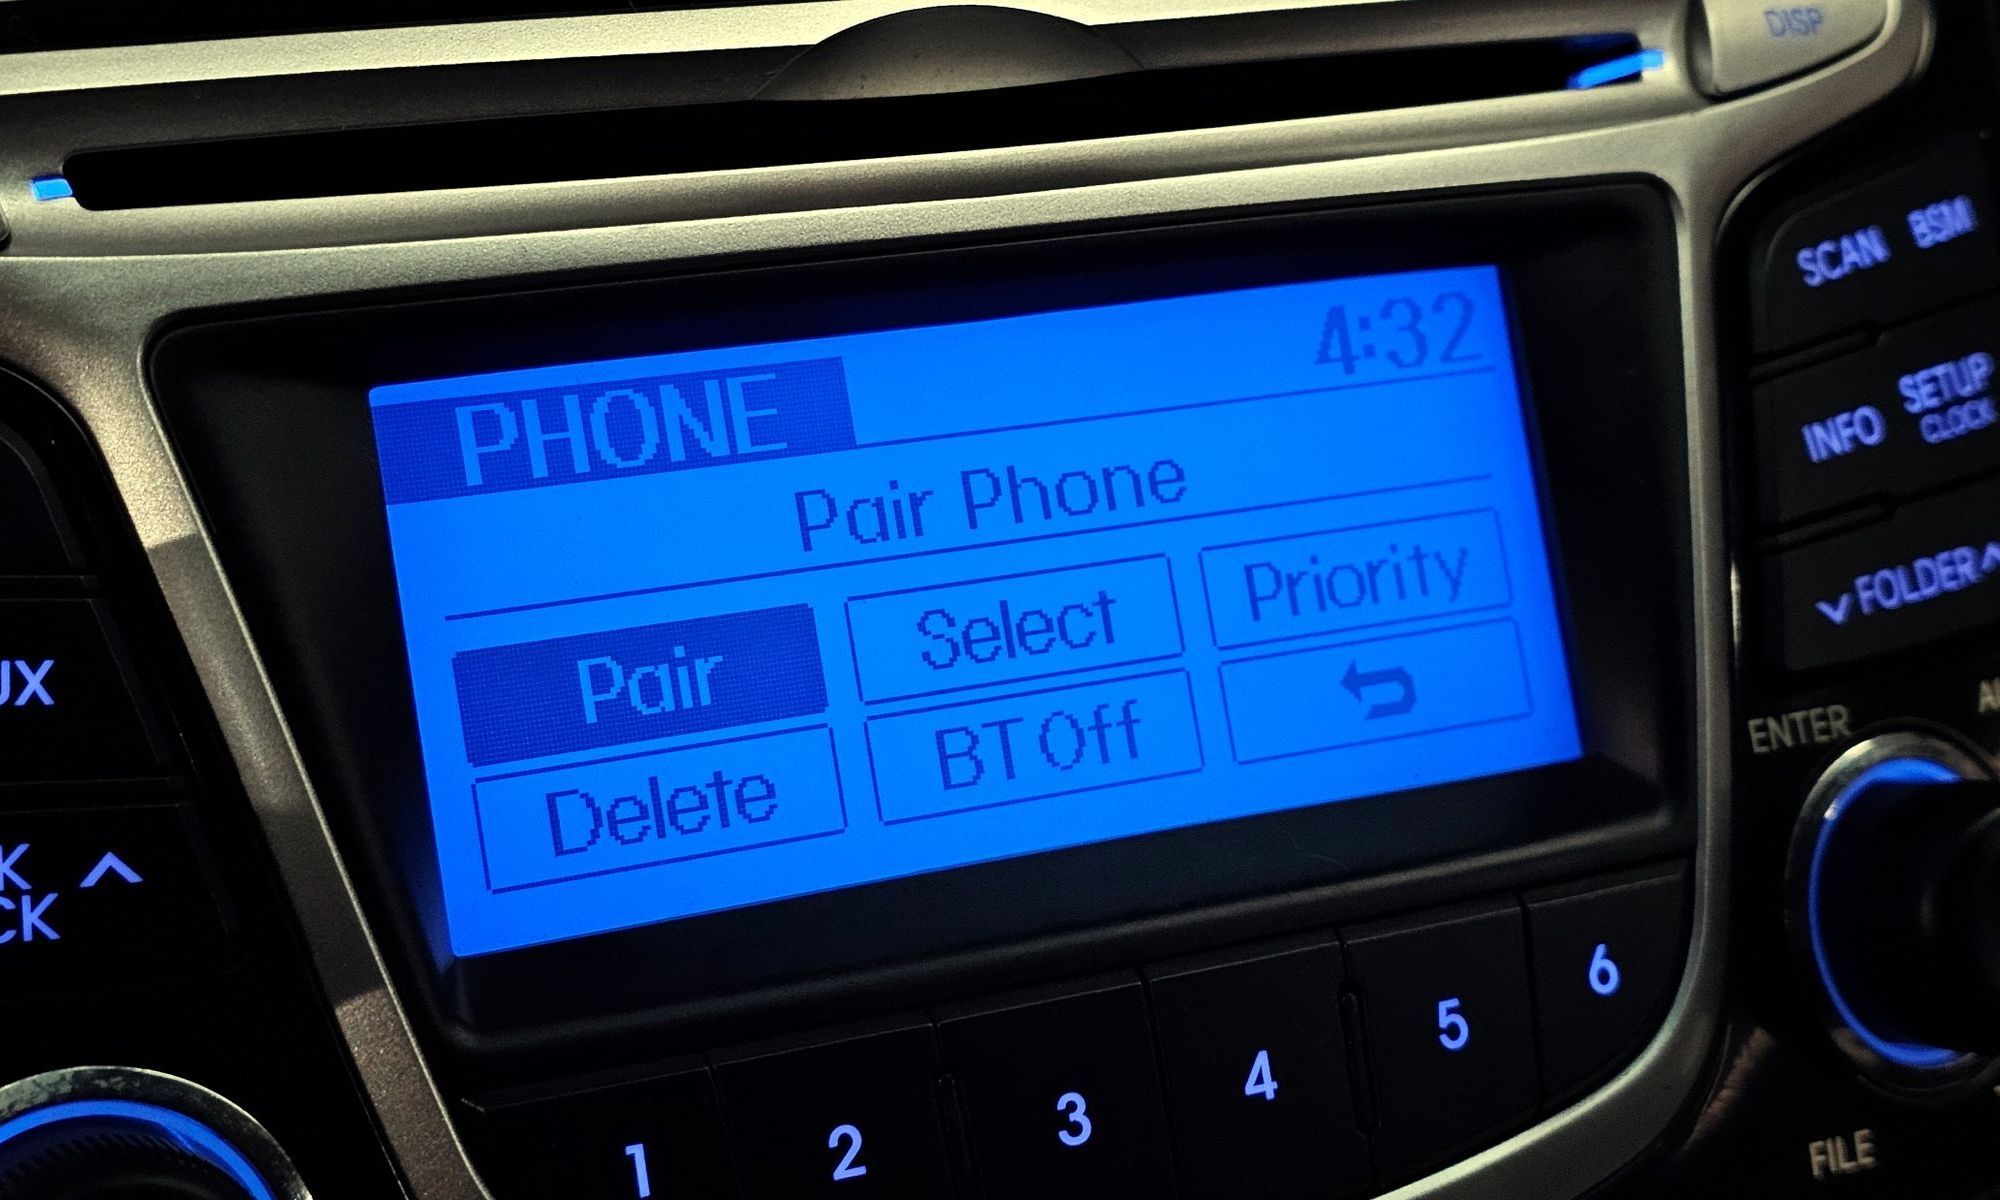 DISP
SCAN BSM
PHONE
4:32
Pair Phone
INFO SETUP
CLOCK
Pair Select Priority
Delete BT Off
FOLDER
ENTER
1 2 3 4 5 6
FILE